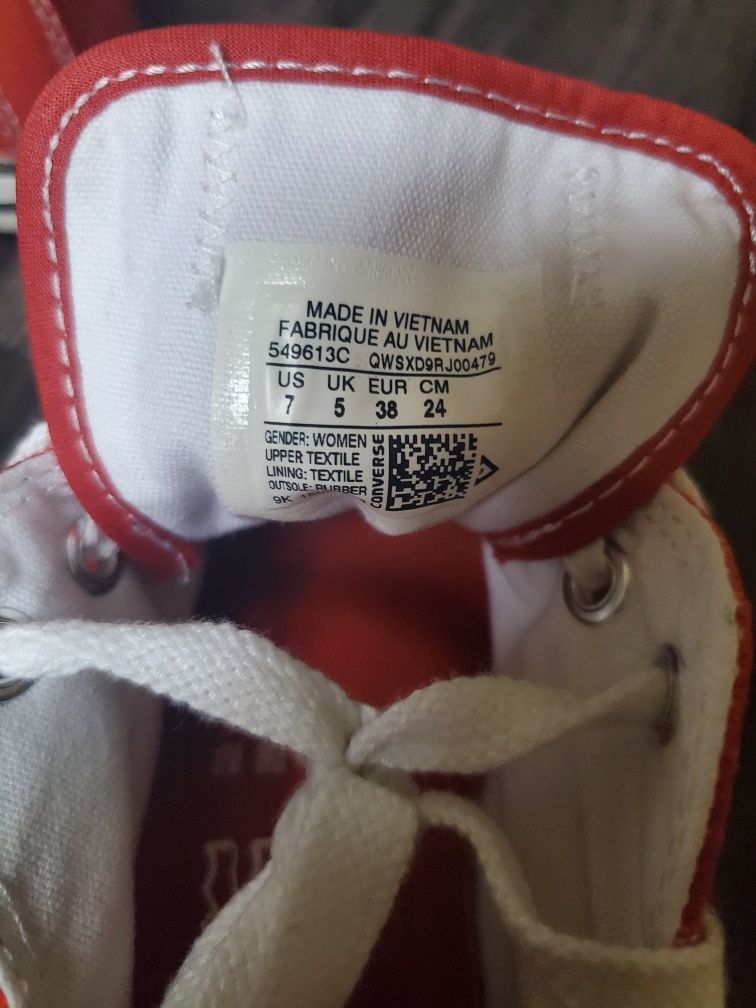 MADE IN VIETNAM
FABRIQUE AU VIETNAM
549613C QWSXD9RJ00479
US UK EUR CM
7 5 38 24
GENDER: WOMEN
UPPER TEXTILE
LINING: TEXTILE
OUTSOLE: RUBBER
9K
CONVERSE